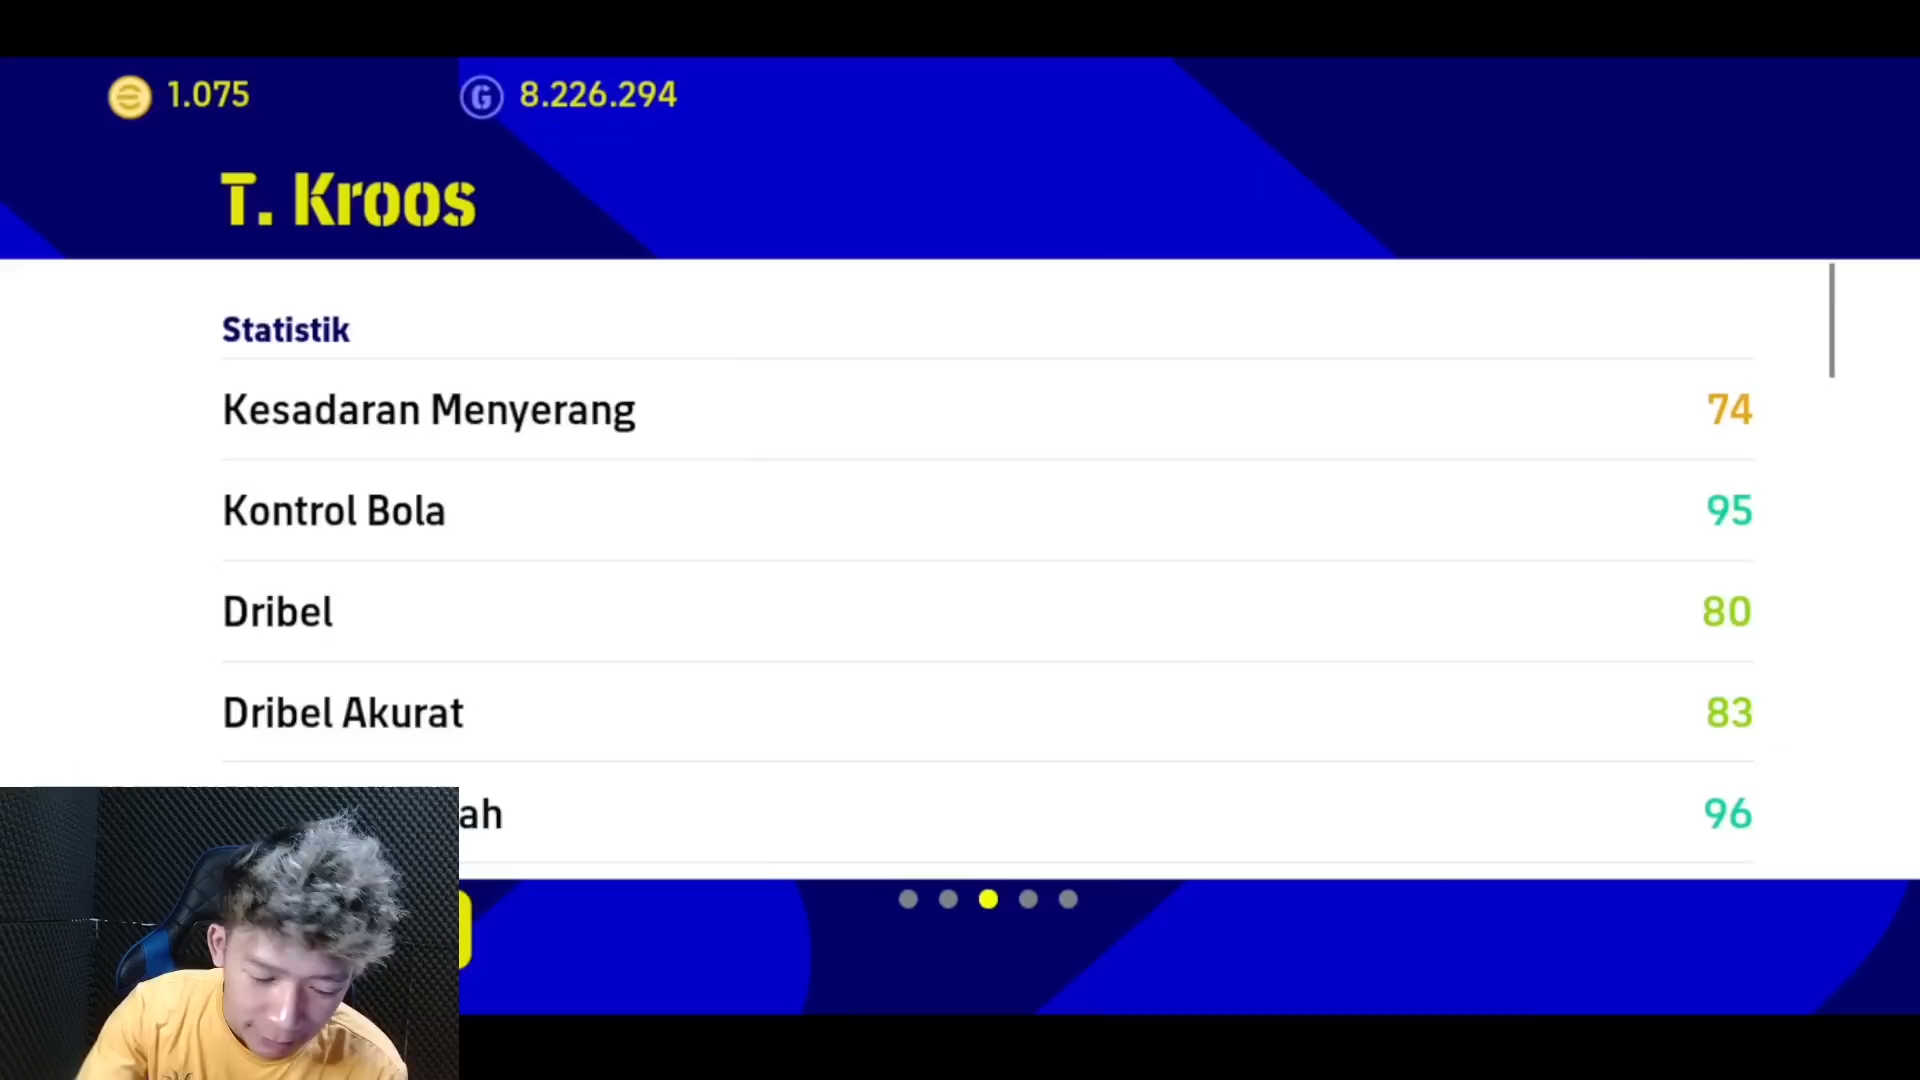 1.075
8.226.294
T. Kroos
Statistik
Kesadaran Menyerang 74
Kontrol Bola 95
Dribel 80
Dribel Akurat 83
ah 96